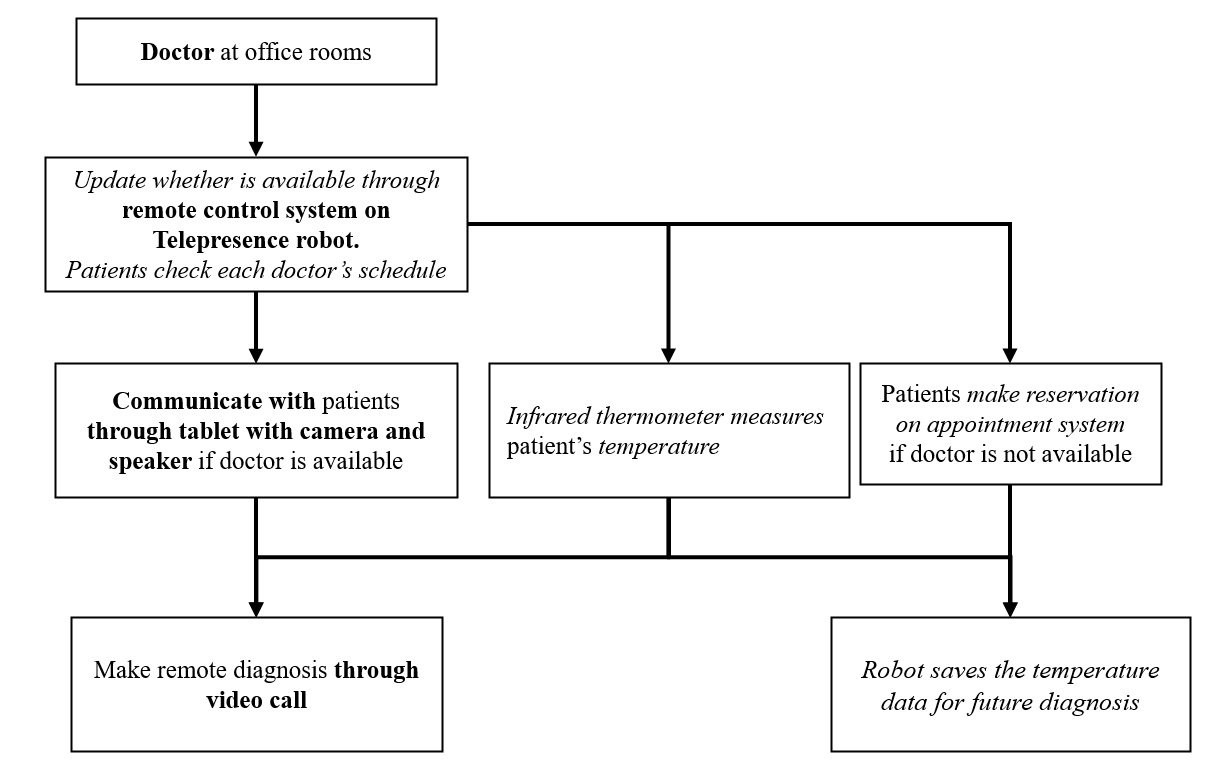 Doctor at office rooms
Update whether is available through
remote control system on
Telepresence robot.
Patients check each doctor’s schedule
Communicate with patients
through tablet with camera and
speaker if doctor is available
Infrared thermometer measures
patient’s temperature
Patients make reservation
on appointment system
if doctor is not available
Make remote diagnosis through
video call
Robot saves the temperature
data for future diagnosis